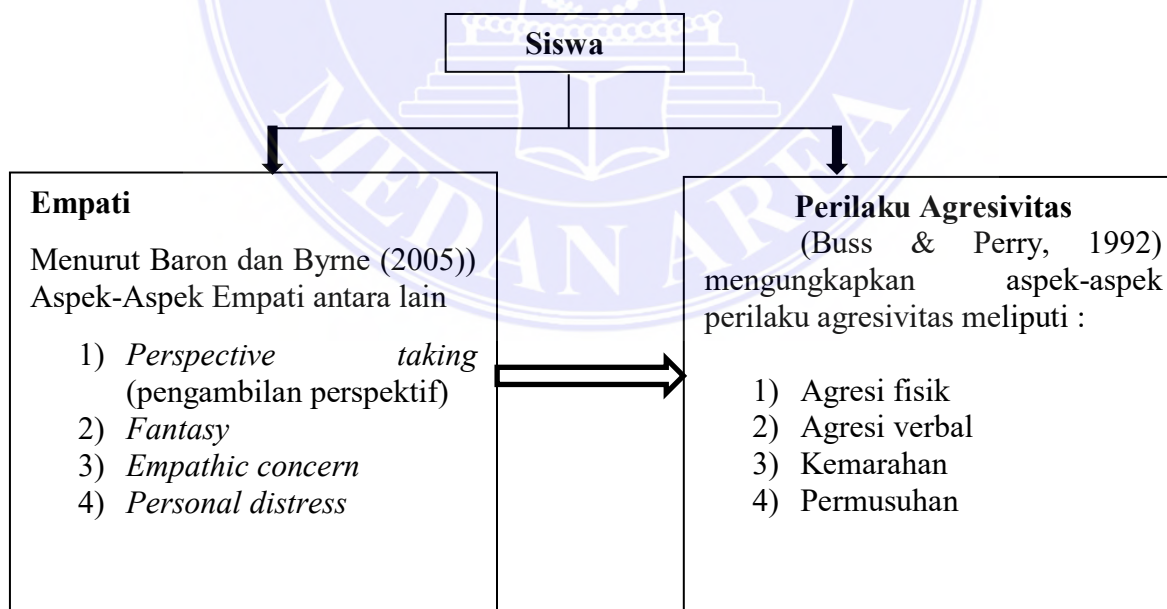 Siswa
MEDAN AREA
Empati
Menurut Baron dan Byrne (2005))
Aspek-Aspek Empati antara lain
1) Perspective taking
(pengambilan perspektif)
2) Fantasy
3) Empathic concern
4) Personal distress
Perilaku Agresivitas
(Buss & Perry, 1992)
mengungkapkan aspek-aspek
perilaku agresivitas meliputi :
1) Agresi fisik
2) Agresi verbal
3) Kemarahan
4) Permusuhan